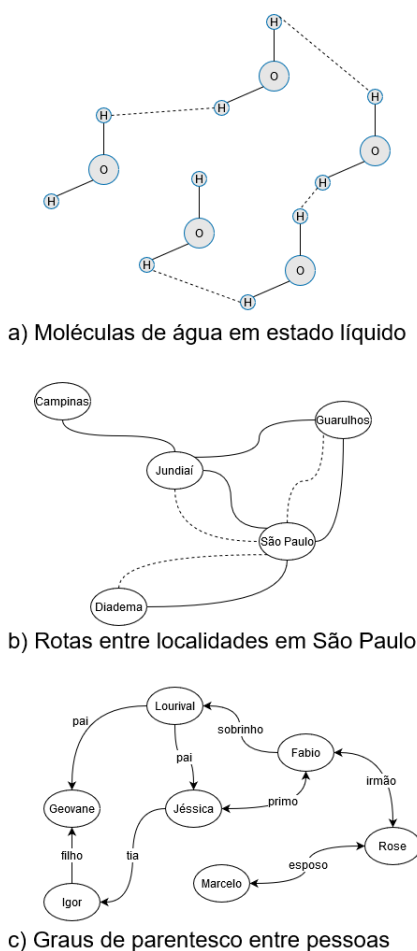 H
H
H
H
O
H
O
O
H
H
H
H
O
O
H
H
a) Moléculas de água em estado líquido
Campinas
Guarulhos
Jundiaí
São Paulo
Diadema
b) Rotas entre localidades em São Paulo
Lourival
pai
sobrinho
Fabio
pai
irmão
Geovane
Jéssica
primo
Rose
filho
tia
esposo
Marcelo
Igor
c) Graus de parentesco entre pessoas